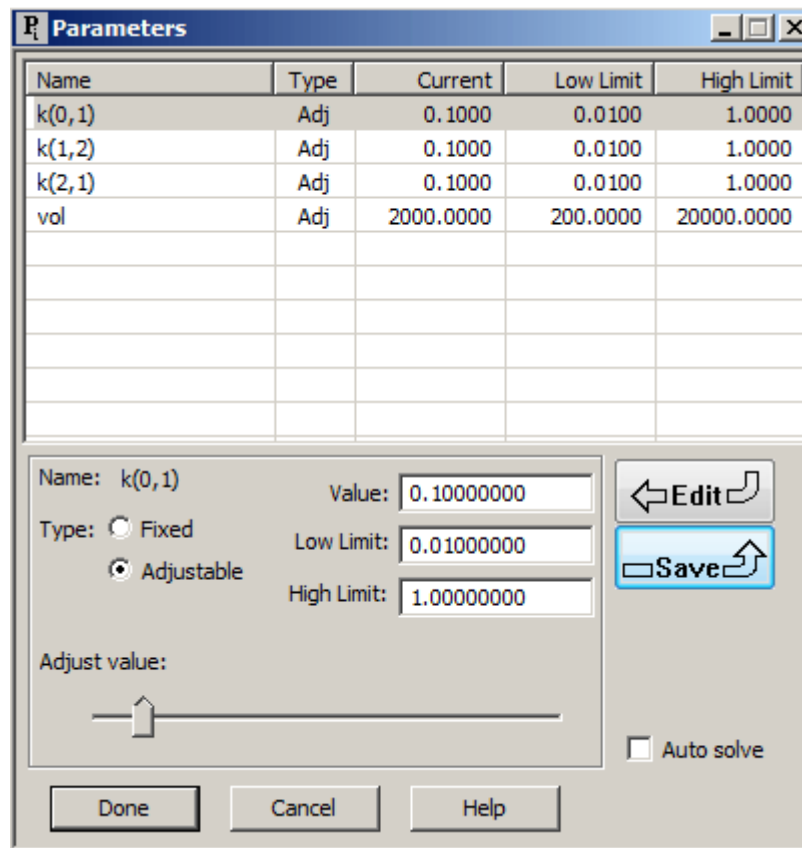 Parameters
Name Type Current Low Limit High Limit
k(0,1) Adj 0.1000 0.0100 1.0000
k(1,2) Adj 0.1000 0.0100 1.0000
k(2,1) Adj 0.1000 0.0100 1.0000
vol Adj 2000.0000 200.0000 20000.0000
Name: k(0,1)
Value: 0.10000000
Edit
Type: Fixed
Low Limit: 0.01000000
Adjustable
Save
High Limit: 1.00000000
Adjust value:
Auto solve
Done Cancel Help